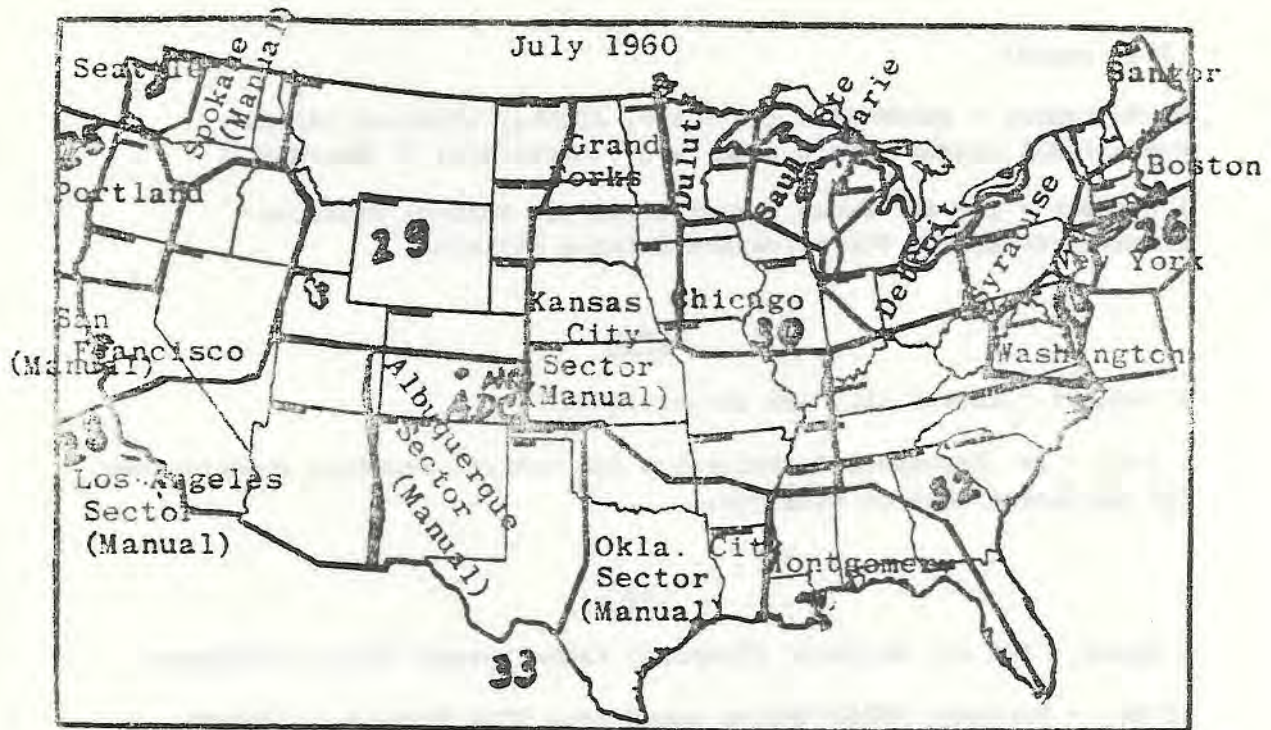 July 1960
Seattle
Spokane
(Manual)
25
Portland
San
Francisco
(Manual)
Los Angeles
Sector
(Manual)
29
Grand
Forks
Duluth
Sault
Ste
Marie
Detroit
Syracuse
Bangor
Boston
26
New York
Washington
Kansas
City
Sector
(Manual)
Chicago
30
Albuquerque
Sector
(Manual)
ADC
Okla. City
Sector
(Manual)
33
Montgomery
32